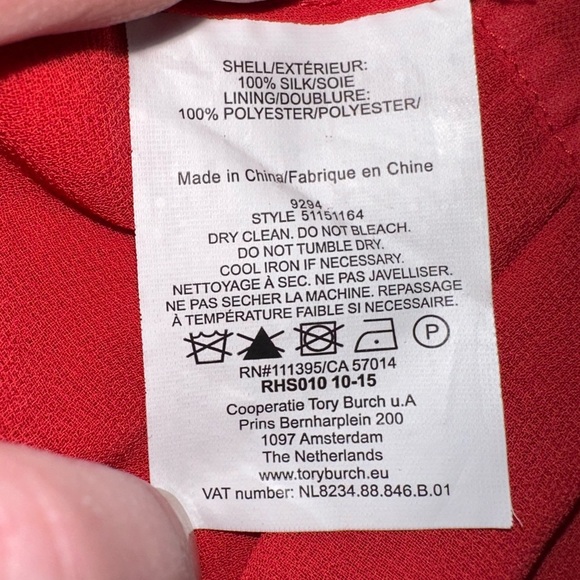 SHELL/EXTÉRIEUR:
100% SILK/SOIE
LINING/DOUBLURE:
100% POLYESTER/POLYESTER/
Made in China/Fabrique en Chine
9294
STYLE 51151164
DRY CLEAN. DO NOT BLEACH.
DO NOT TUMBLE DRY.
COOL IRON IF NECESSARY.
NETTOYAGE À SEC. NE PAS JAVELLISER.
NE PAS SECHER LA MACHINE. REPASSAGE
À TEMPÉRATURE FAIBLE SI NECESSAIRE.
P
RN#111395/CA 57014
RHS010 10-15
Cooperatie Tory Burch u.A
Prins Bernharplein 200
1097 Amsterdam
The Netherlands
www.toryburch.eu
VAT number: NL8234.88.846.B.01